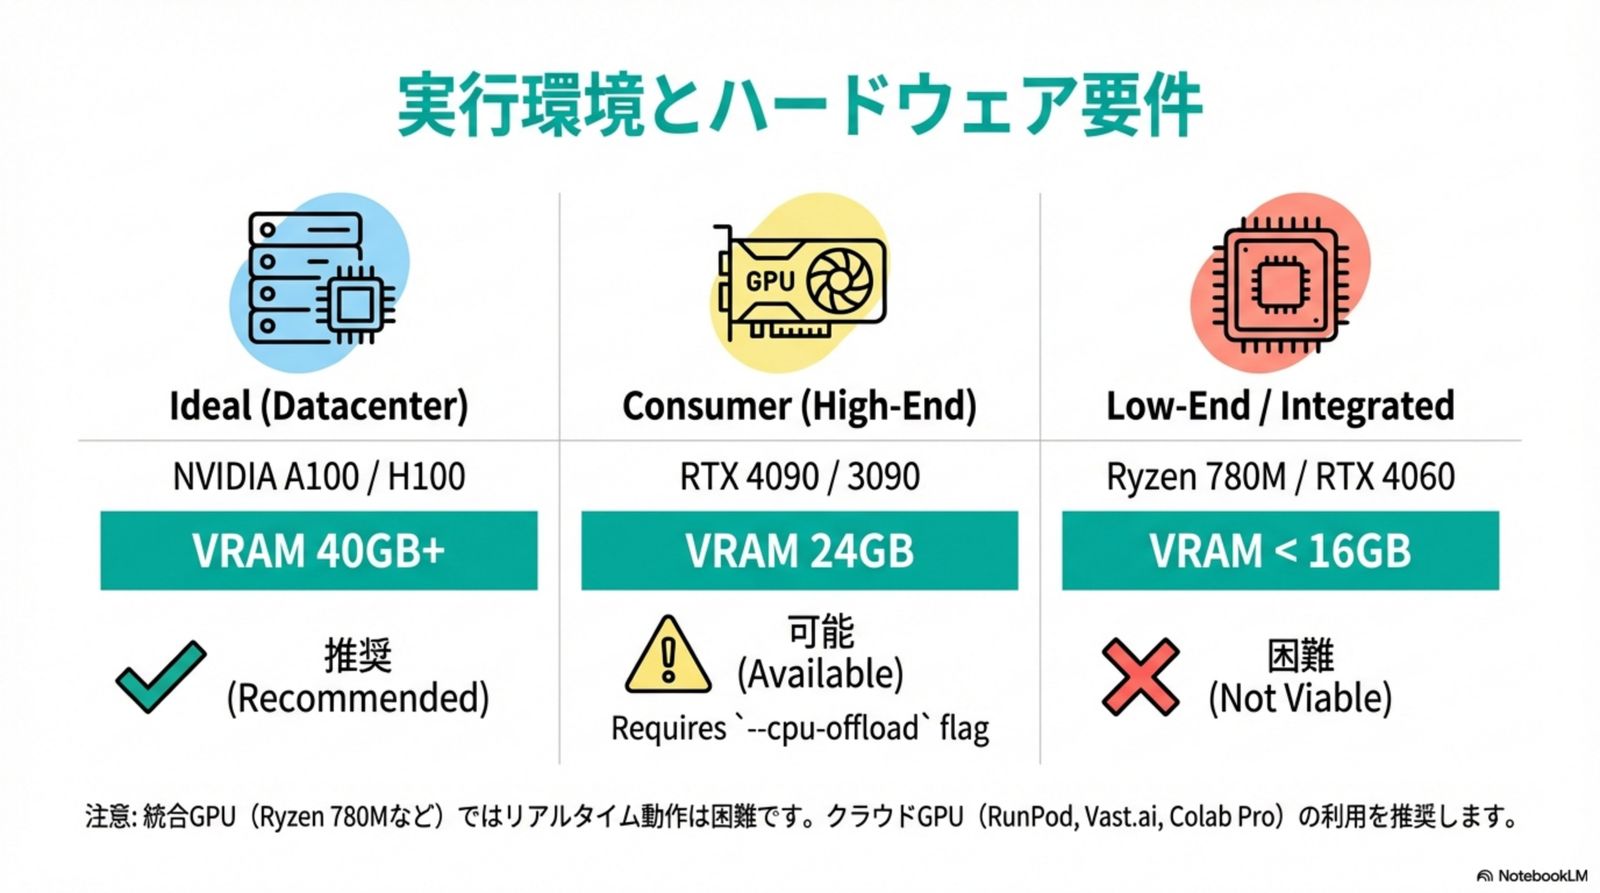 実行環境とハードウェア要件
GPU
Ideal (Datacenter)
Consumer (High-End)
Low-End / Integrated
NVIDIA A100 / H100
RTX 4090 / 3090
Ryzen 780M / RTX 4060
VRAM 40GB+
VRAM 24GB
VRAM < 16GB
推奨
(Recommended)
可能
(Available)
Requires `--cpu-offload` flag
困難
(Not Viable)
注意: 統合GPU（Ryzen 780Mなど）ではリアルタイム動作は困難です。クラウドGPU（RunPod, Vast.ai, Colab Pro）の利用を推奨します。
NotebookLM